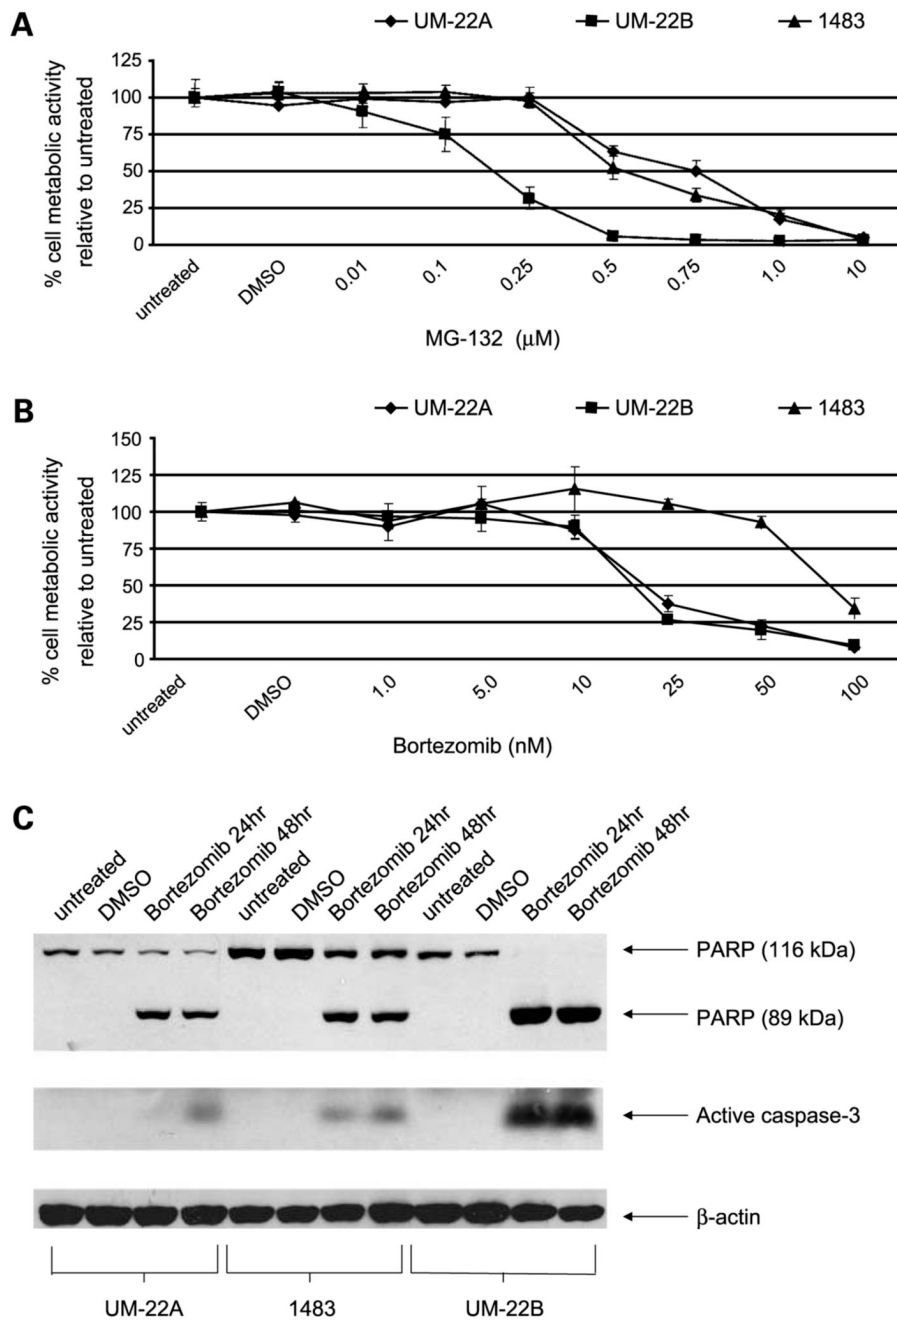 A
UM-22A UM-22B 1483
% cell metabolic activity
relative to untreated
125
100
75
50
25
0
untreated DMSO 0.01 0.1 0.25 0.5 0.75 1.0 10
MG-132 (μM)
B
UM-22A UM-22B 1483
% cell metabolic activity
relative to untreated
150
125
100
75
50
25
0
untreated DMSO 1.0 5.0 10 25 50 100
Bortezomib (nM)
C
untreated DMSO Bortezomib 24hr Bortezomib 48hr untreated DMSO Bortezomib 24hr Bortezomib 48hr untreated DMSO Bortezomib 24hr Bortezomib 48hr
PARP (116 kDa)
PARP (89 kDa)
Active caspase-3
β-actin
UM-22A 1483 UM-22B